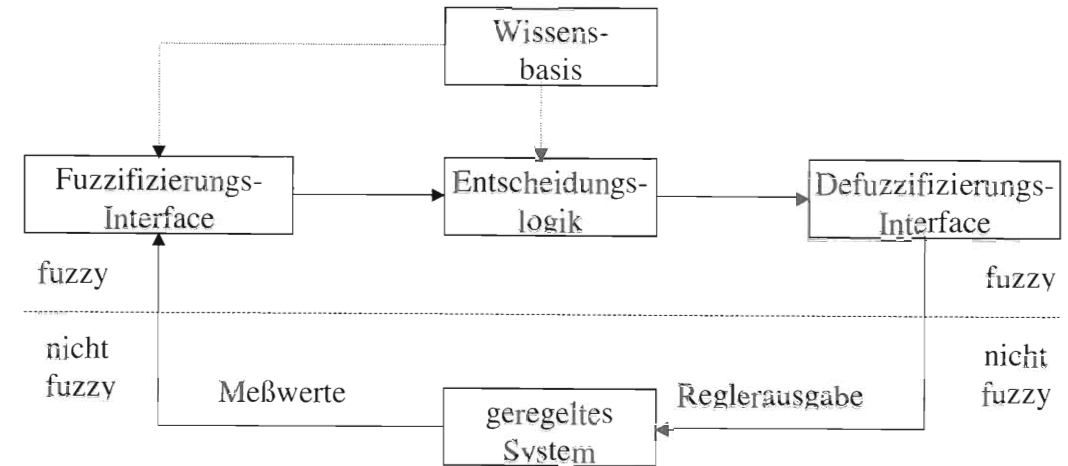 Wissens-
basis
Fuzzifizierungs-
Interface
Entscheidungs-
logik
Defuzzifizierungs-
Interface
fuzzy
fuzzy
nicht
fuzzy
nicht
fuzzy
Meßwerte
Reglerausgabe
geregeltes
System